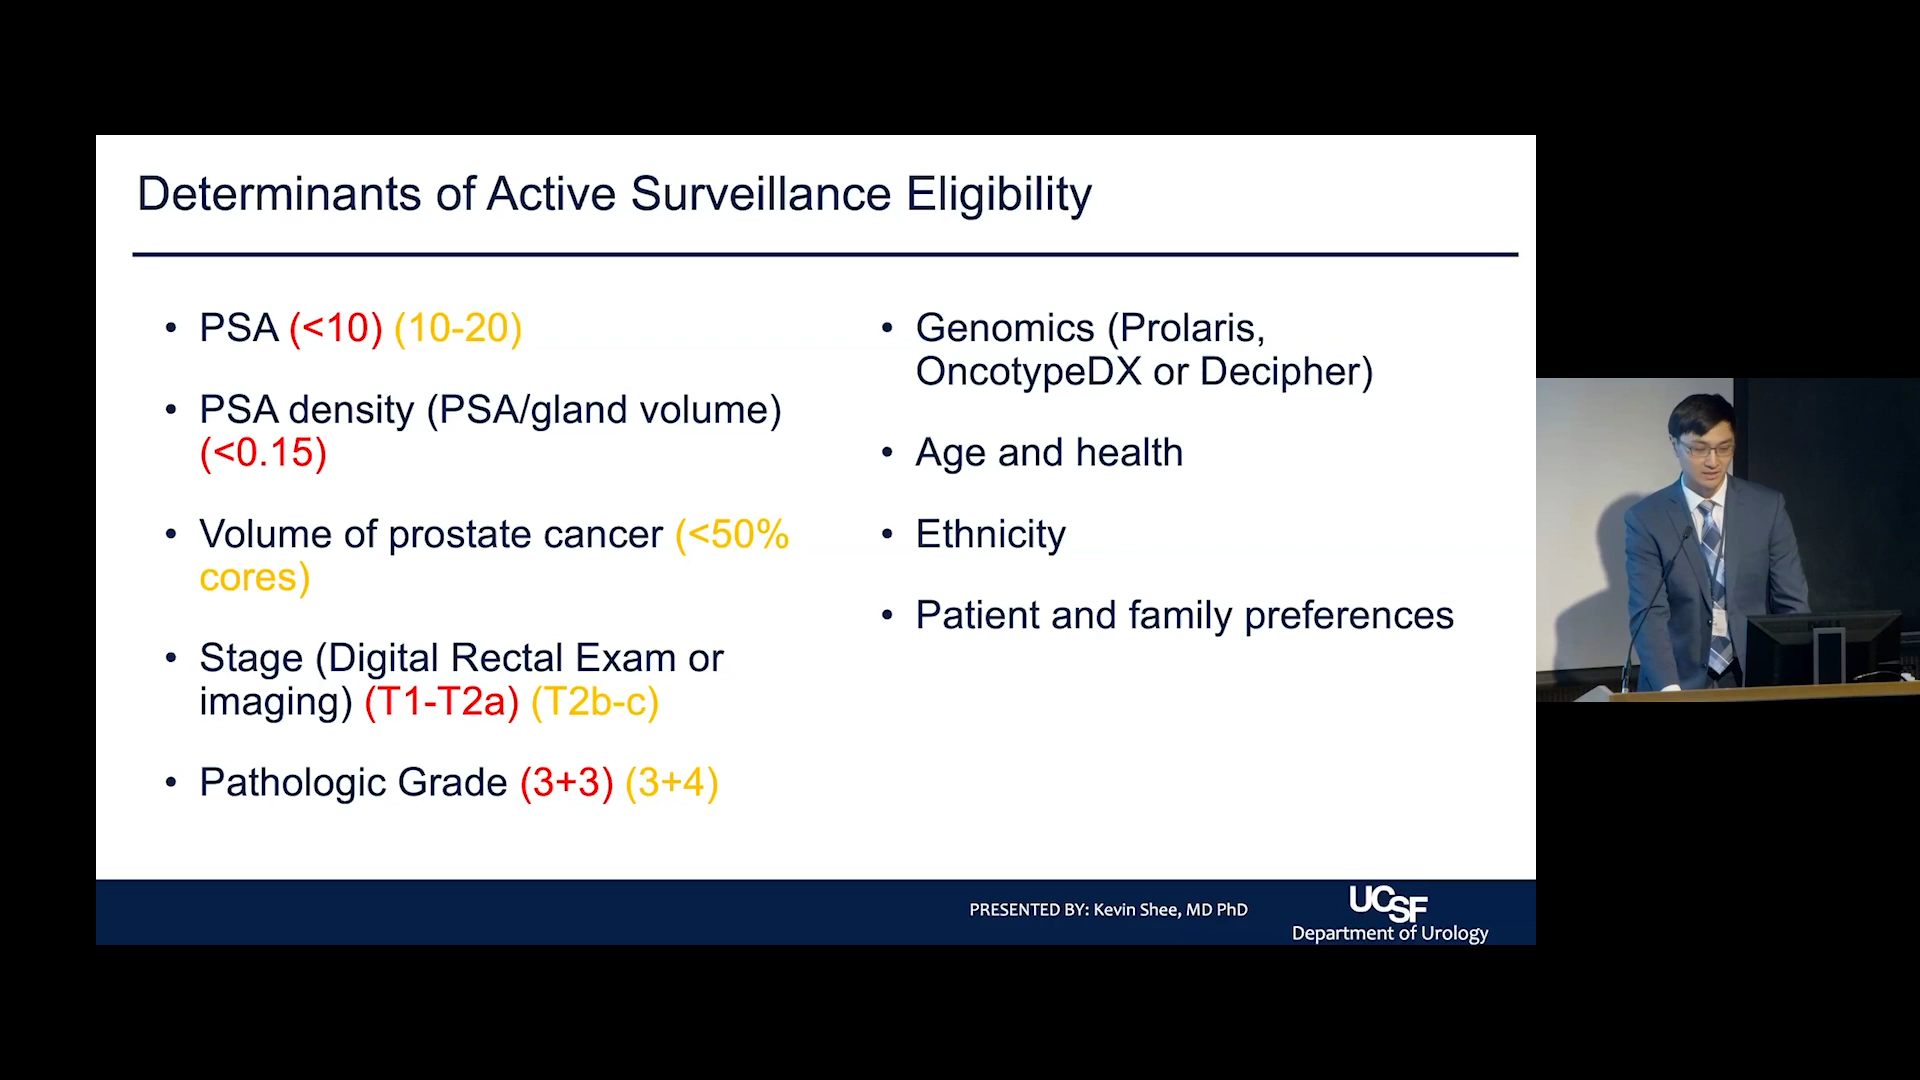 Determinants of Active Surveillance Eligibility
• PSA (<10) (10-20)
• PSA density (PSA/gland volume)
(<0.15)
• Volume of prostate cancer (<50%
cores)
• Stage (Digital Rectal Exam or
imaging) (T1-T2a) (T2b-c)
• Pathologic Grade (3+3) (3+4)
• Genomics (Prolaris,
OncotypeDX or Decipher)
• Age and health
• Ethnicity
• Patient and family preferences
PRESENTED BY: Kevin Shee, MD PhD
UCSF
Department of Urology